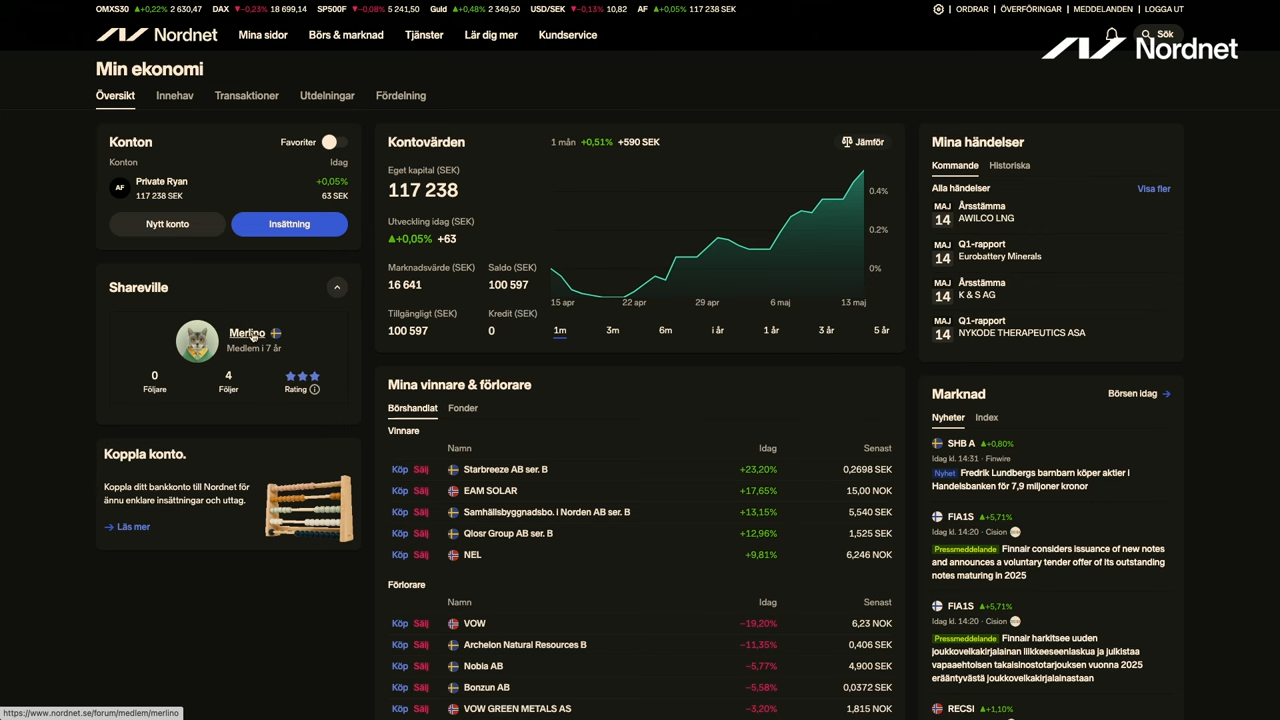 OMXS30 ▲+0,22% 2 630,47 DAX ▼−0,23% 18 699,14 SP500F ▼−0,08% 5 241,50 Guld ▲+0,48% 2 349,50 USD/SEK ▼−0,13% 10,82 AF ▲+0,05% 117 238 SEK
ORDRAR | ÖVERFÖRINGAR | MEDDELANDEN | LOGGA UT
Nordnet Mina sidor Börs & marknad Tjänster Lär dig mer Kundservice Sök
Nordnet
Min ekonomi
Översikt Innehav Transaktioner Utdelningar Fördelning
Konton Favoriter
Konton Idag
AF Private Ryan +0,05%
117 238 SEK 63 SEK
Nytt konto Insättning
Shareville
Merlino
Medlem i 7 år
0 4
Följare Följer Rating
Koppla konto.
Koppla ditt bankkonto till Nordnet för
ännu enklare insättningar och uttag.
→ Läs mer
Kontovärden 1 mån +0,51% +590 SEK Jämför
Eget kapital (SEK)
117 238
Utveckling idag (SEK)
▲+0,05% +63
Marknadsvärde (SEK) Saldo (SEK)
16 641 100 597
Tillgängligt (SEK) Kredit (SEK)
100 597 0
0.4%
0.2%
0%
15 apr 22 apr 29 apr 6 maj 13 maj
1m 3m 6m i år 1 år 3 år 5 år
Mina vinnare & förlorare
Börshandlat Fonder
Vinnare
Namn Idag Senast
Köp Sälj Starbreeze AB ser. B +23,20% 0,2698 SEK
Köp Sälj EAM SOLAR +17,65% 15,00 NOK
Köp Sälj Samhällsbyggnadsbo. i Norden AB ser. B +13,15% 5,540 SEK
Köp Sälj Qlosr Group AB ser. B +12,96% 1,525 SEK
Köp Sälj NEL +9,81% 6,246 NOK
Förlorare
Namn Idag Senast
Köp Sälj VOW −19,20% 6,23 NOK
Köp Sälj Archelon Natural Resources B −11,35% 0,406 SEK
Köp Sälj Nobia AB −5,77% 4,900 SEK
Köp Sälj Bonzun AB −5,58% 0,0372 SEK
Köp Sälj VOW GREEN METALS AS −3,20% 1,815 NOK
Mina händelser
Kommande Historiska
Alla händelser Visa fler
MAJ 14 Årsstämma
AWILCO LNG
MAJ 14 Q1-rapport
Eurobattery Minerals
MAJ 14 Årsstämma
K & S AG
MAJ 14 Q1-rapport
NYKODE THERAPEUTICS ASA
Marknad Börsen idag →
Nyheter Index
SHB A ▲+0,80%
Idag kl. 14:31 · Finwire
Nyhet Fredrik Lundbergs barnbarn köper aktier i
Handelsbanken för 7,9 miljoner kronor
FIA1S ▲+5,71%
Idag kl. 14:20 · Cision
Pressmeddelande Finnair considers issuance of new notes
and announces a voluntary tender offer of its outstanding
notes maturing in 2025
FIA1S ▲+5,71%
Idag kl. 14:20 · Cision
Pressmeddelande Finnair harkitsee uuden
joukkovelkakirjalainan liikkeeseenlaskua ja julkistaa
vapaaehtoisen takaisinostotarjouksen vuonna 2025
erääntyvästä joukkovelkakirjalainastaan
RECSI ▲+1,10%
https://www.nordnet.se/forum/medlem/merlino